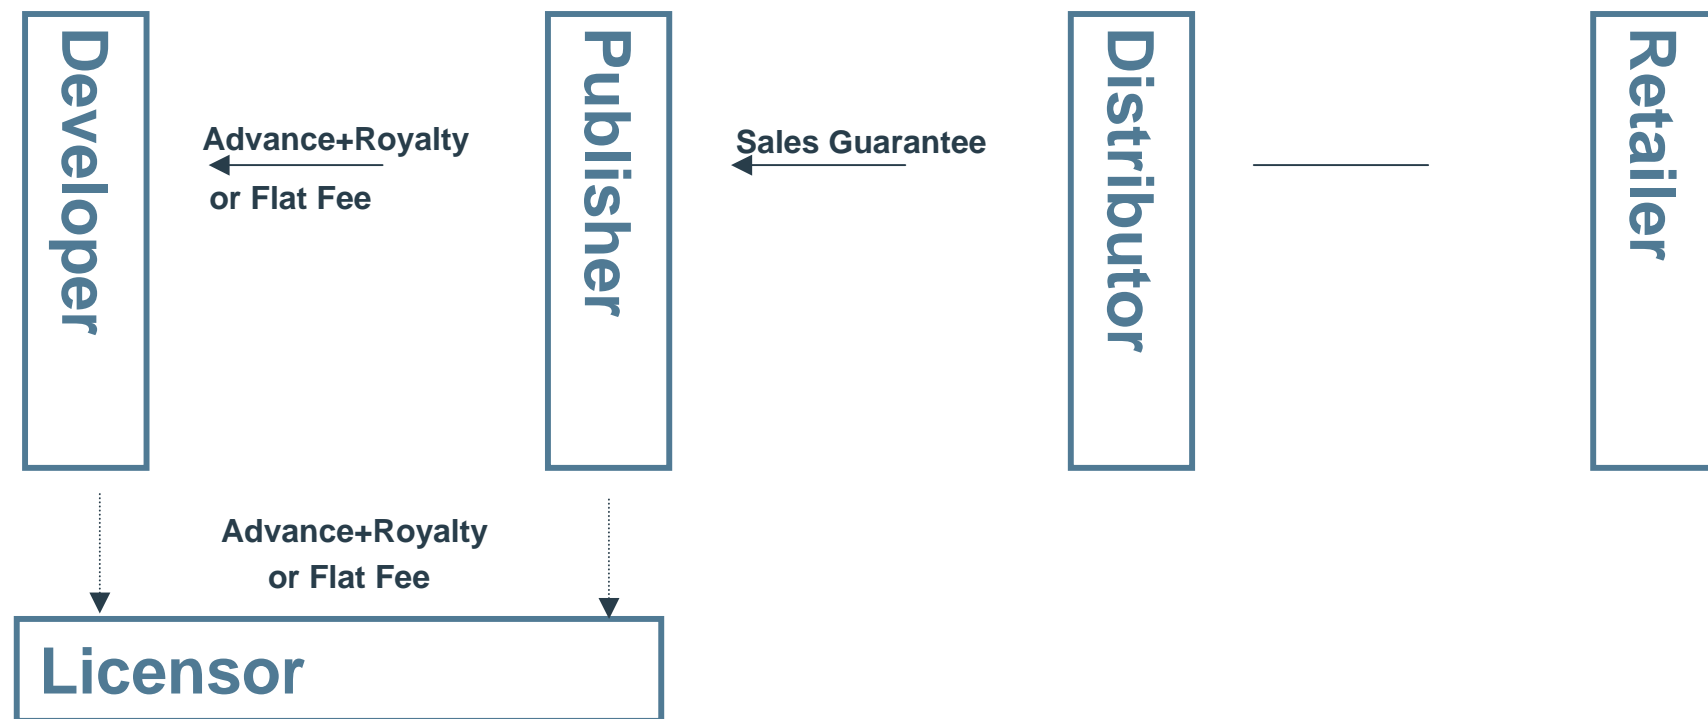 Developer
Advance+Royalty
or Flat Fee
Publisher
Sales Guarantee
Distributor
Retailer
Advance+Royalty
or Flat Fee
Licensor